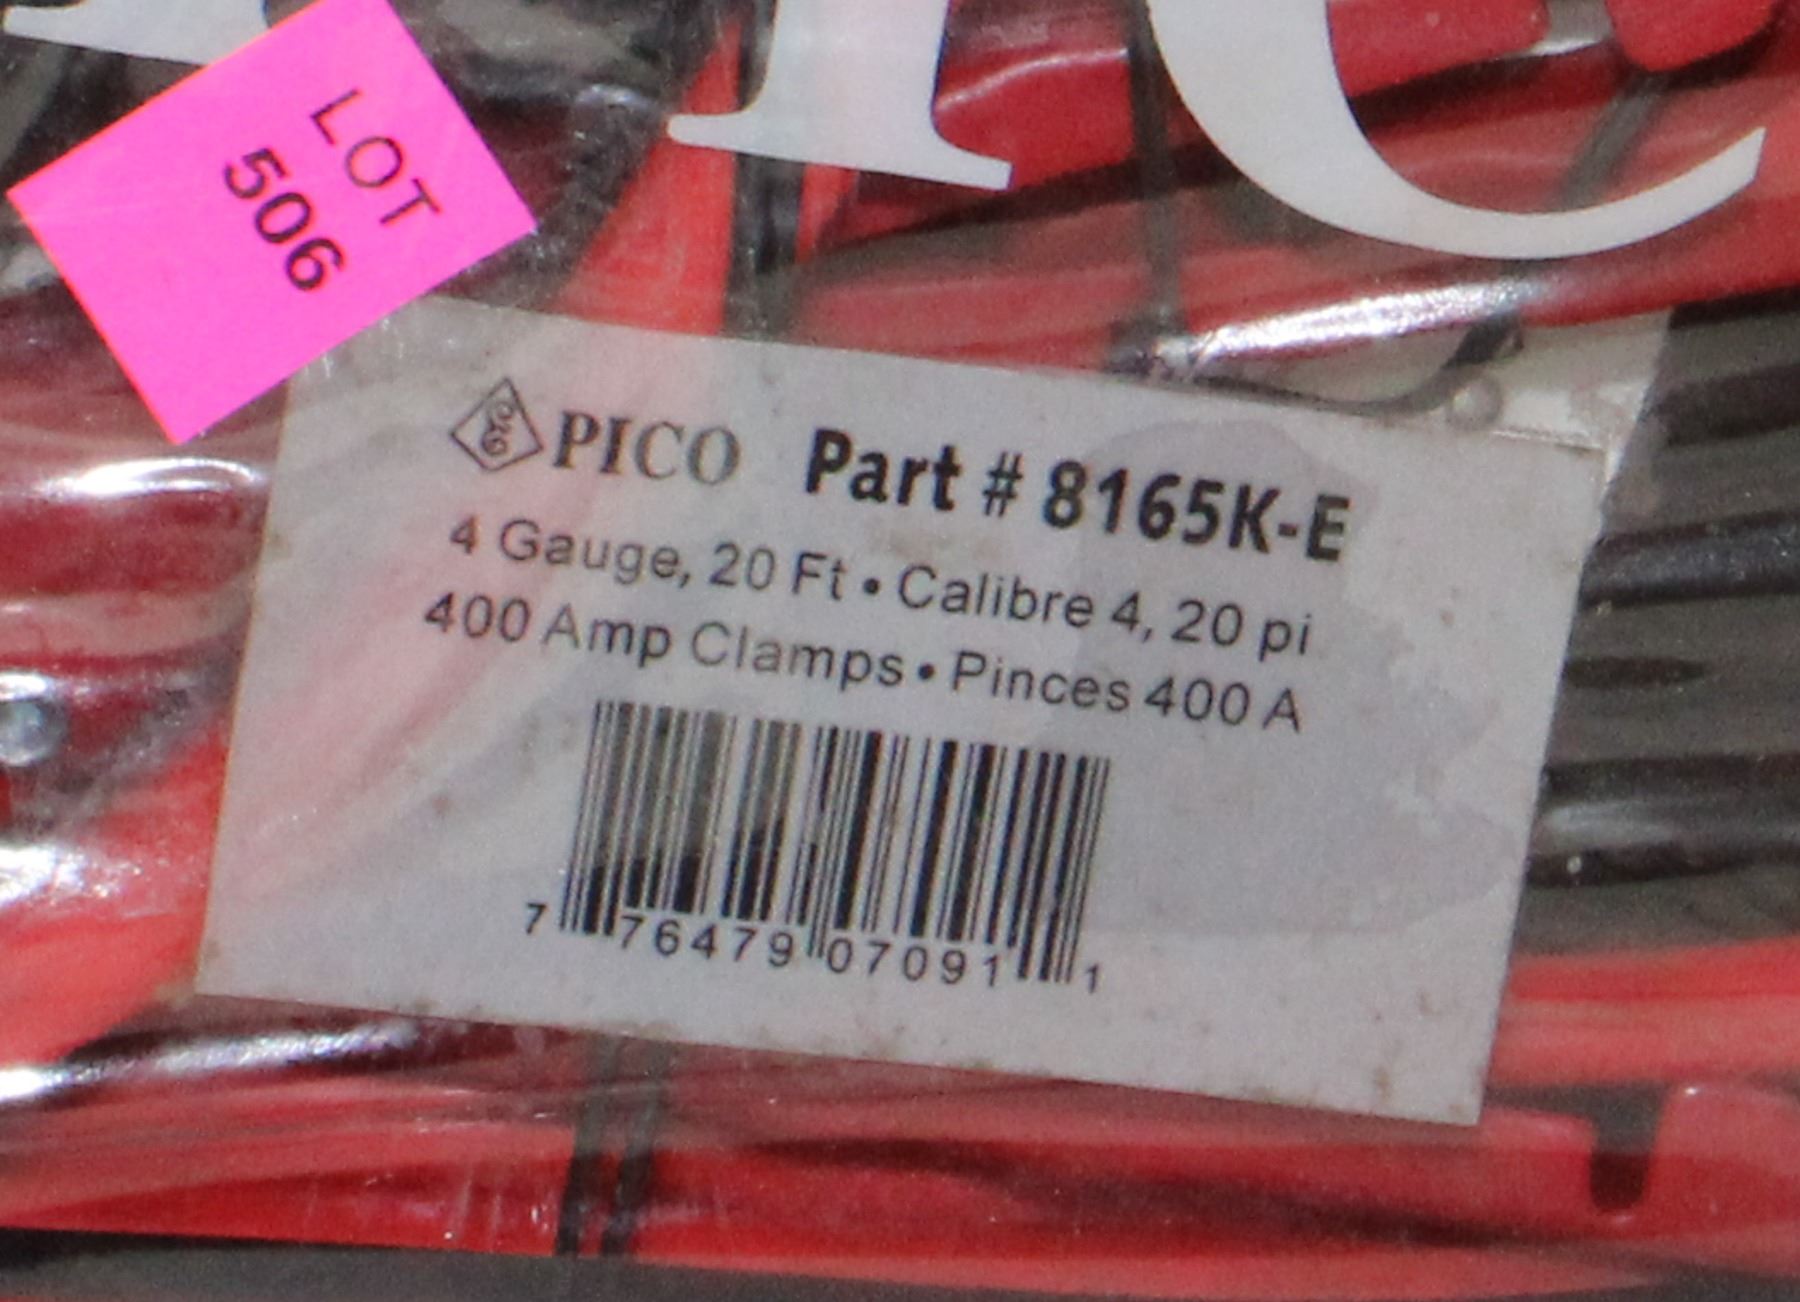 LOT
506
PICO Part # 8165K-E
4 Gauge, 20 Ft • Calibre 4, 20 pi
400 Amp Clamps • Pinces 400 A
7 76479 07091 1